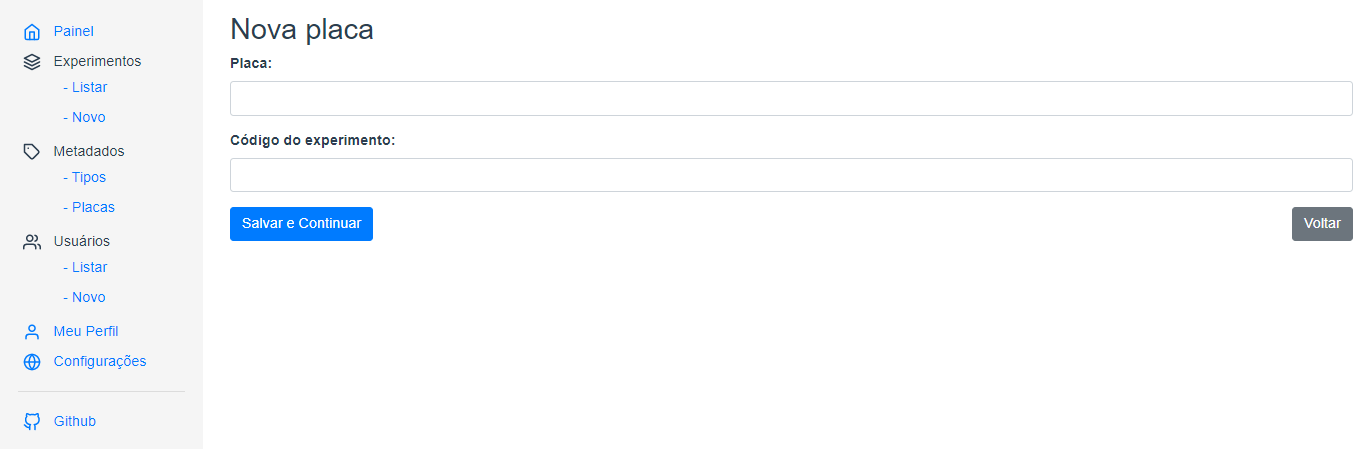 Painel
Experimentos
- Listar
- Novo
Metadados
- Tipos
- Placas
Usuários
- Listar
- Novo
Meu Perfil
Configurações
Github
Nova placa
Placa:
Código do experimento:
Salvar e Continuar
Voltar